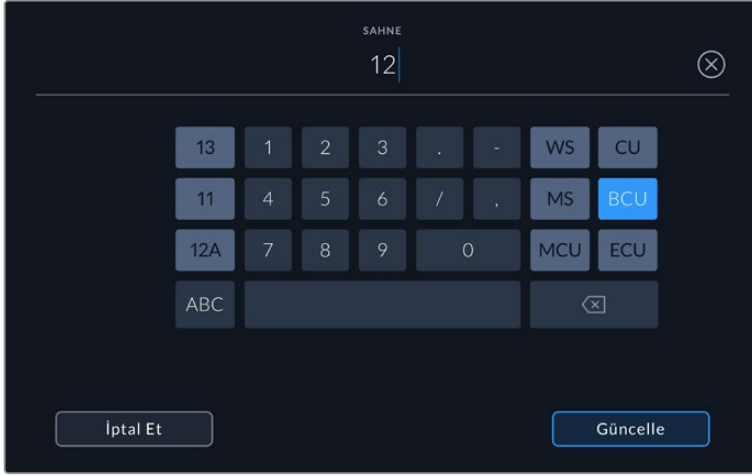 SAHNE
12
13 1 2 3 . - WS CU
11 4 5 6 / , MS BCU
12A 7 8 9 0 MCU ECU
ABC
İptal Et Güncelle